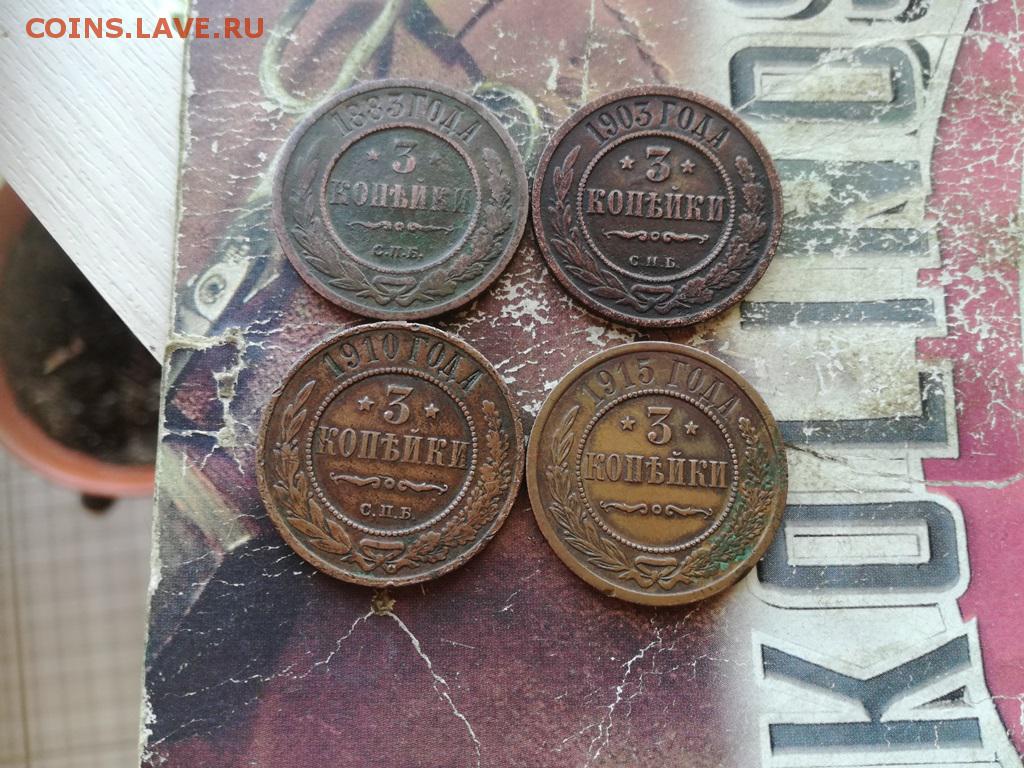 COINS.LAVE.RU
1883 ГОДА
* 3 *
КОПѢЙКИ
С.П.Б.
1903 ГОДА
* 3 *
КОПѢЙКИ
С.П.Б.
1910 ГОДА
* 3 *
КОПѢЙКИ
С.П.Б.
1915 ГОДА
* 3 *
КОПѢЙКИ